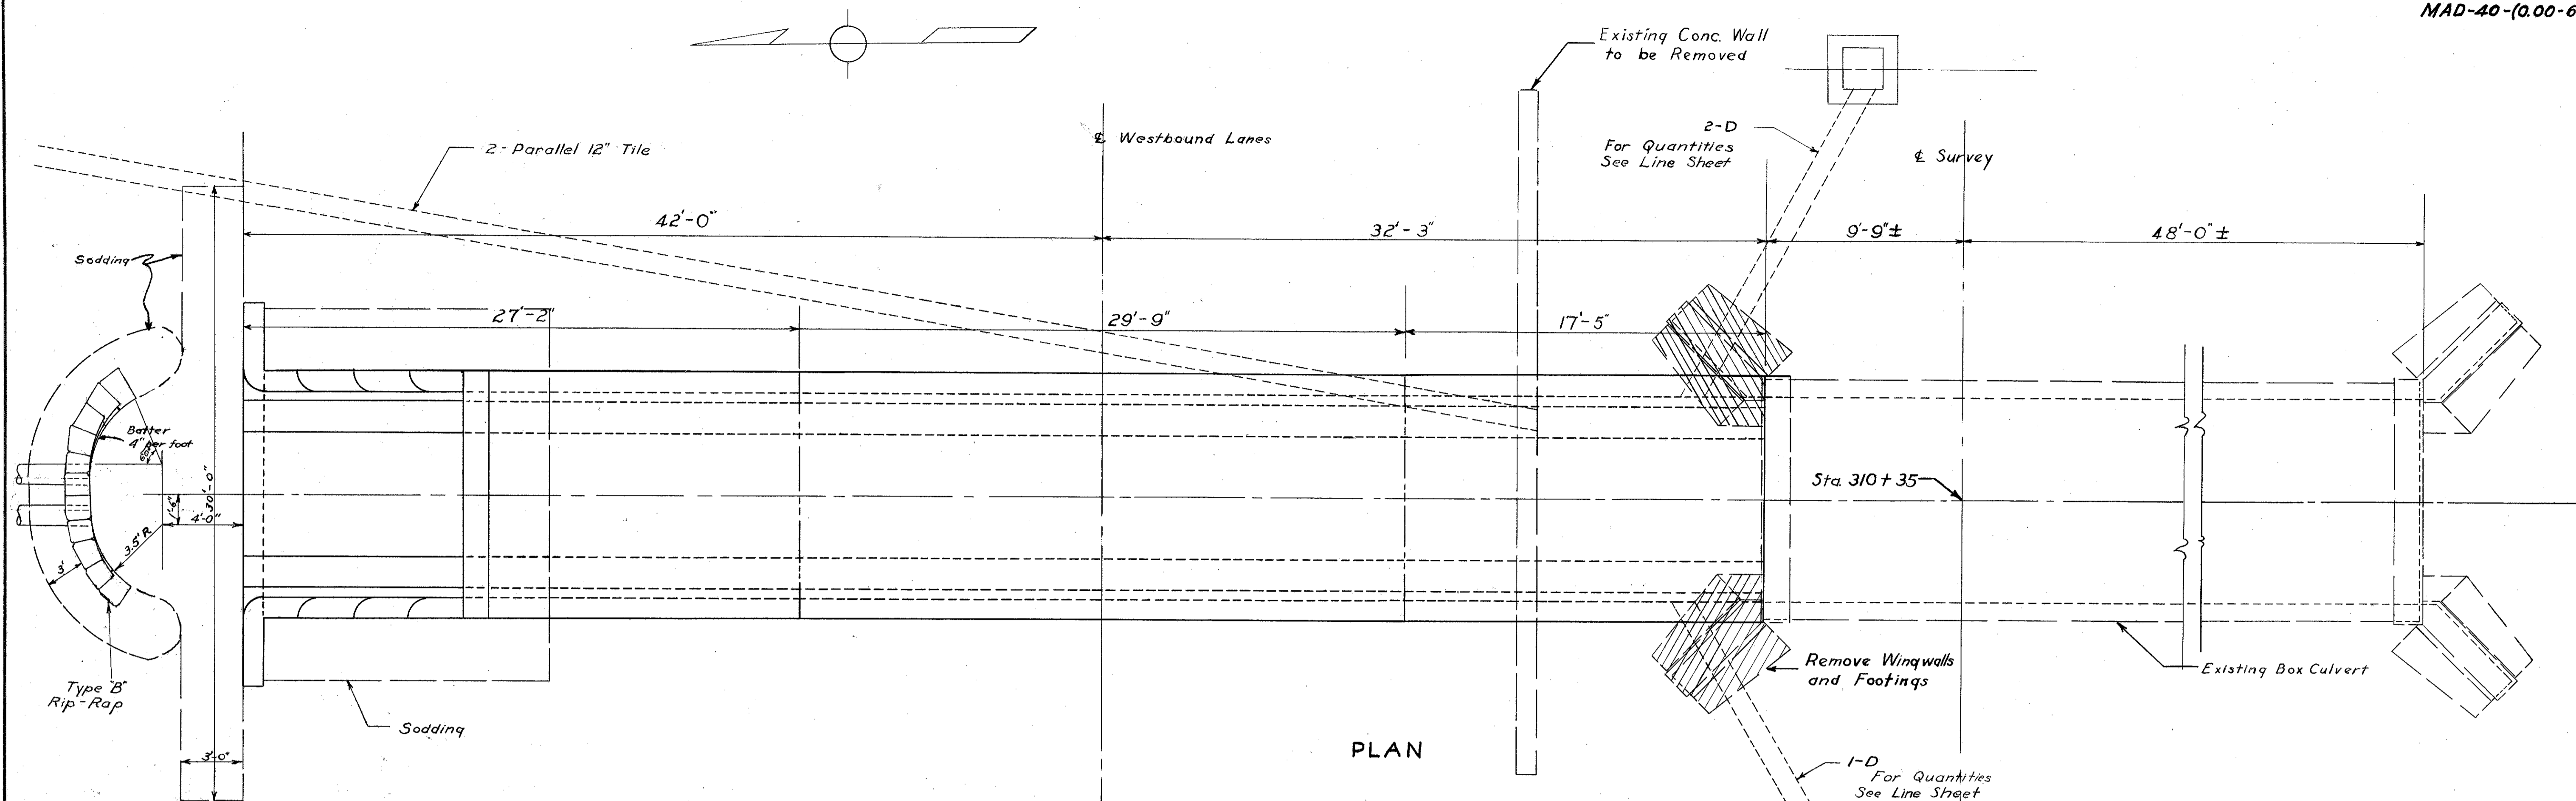 MAD-40-(0.00-6
Existing Conc. Wall
to be Removed
2-Parallel 12" Tile
℄ Westbound Lanes
2-D
For Quantities
See Line Sheet
℄ Survey
42'-0"
32'-3"
9'-9"±
48'-0"±
Sodding
27'-2"
29'-9"
17'-5"
Batter
4" per foot
60°
30'-0"
1'-6"
4'-0"
3.5' R
3'
Sta. 310+35
Type "B"
Rip-Rap
Sodding
Remove Wingwalls
and Footings
Existing Box Culvert
3'-0"
PLAN
1-D
For Quantities
See Line Sheet